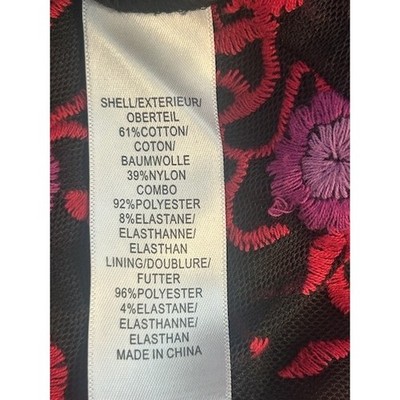 SHELL/EXTERIEUR/
OBERTEIL
61%COTTON/
COTON/
BAUMWOLLE
39%NYLON
COMBO
92%POLYESTER
8%ELASTANE/
ELASTHANNE/
ELASTHAN
LINING/DOUBLURE/
FUTTER
96%POLYESTER
4%ELASTANE/
ELASTHANNE/
ELASTHAN
MADE IN CHINA